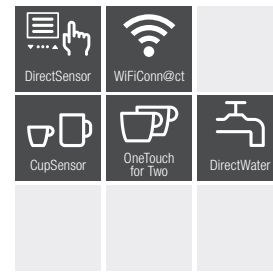 DirectSensor
WiFiConn@ct
CupSensor
OneTouch
for Two
DirectWater